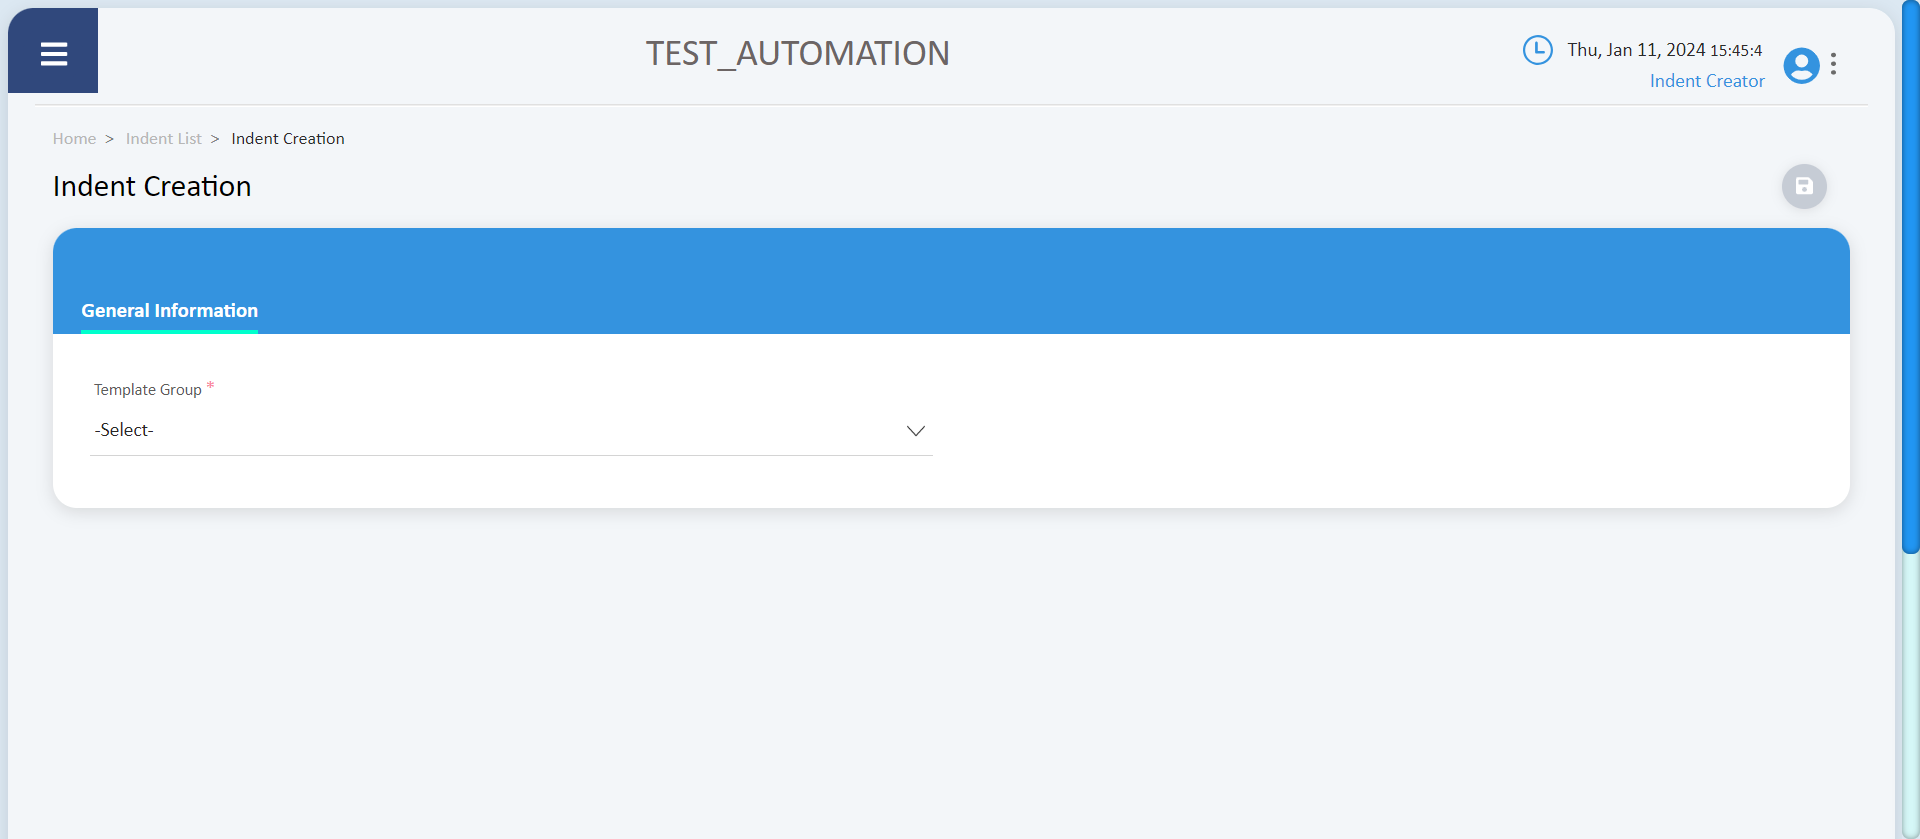 TEST_AUTOMATION
Thu, Jan 11, 2024 15:45:4
Indent Creator
Home > Indent List > Indent Creation
Indent Creation
General Information
Template Group *
-Select-